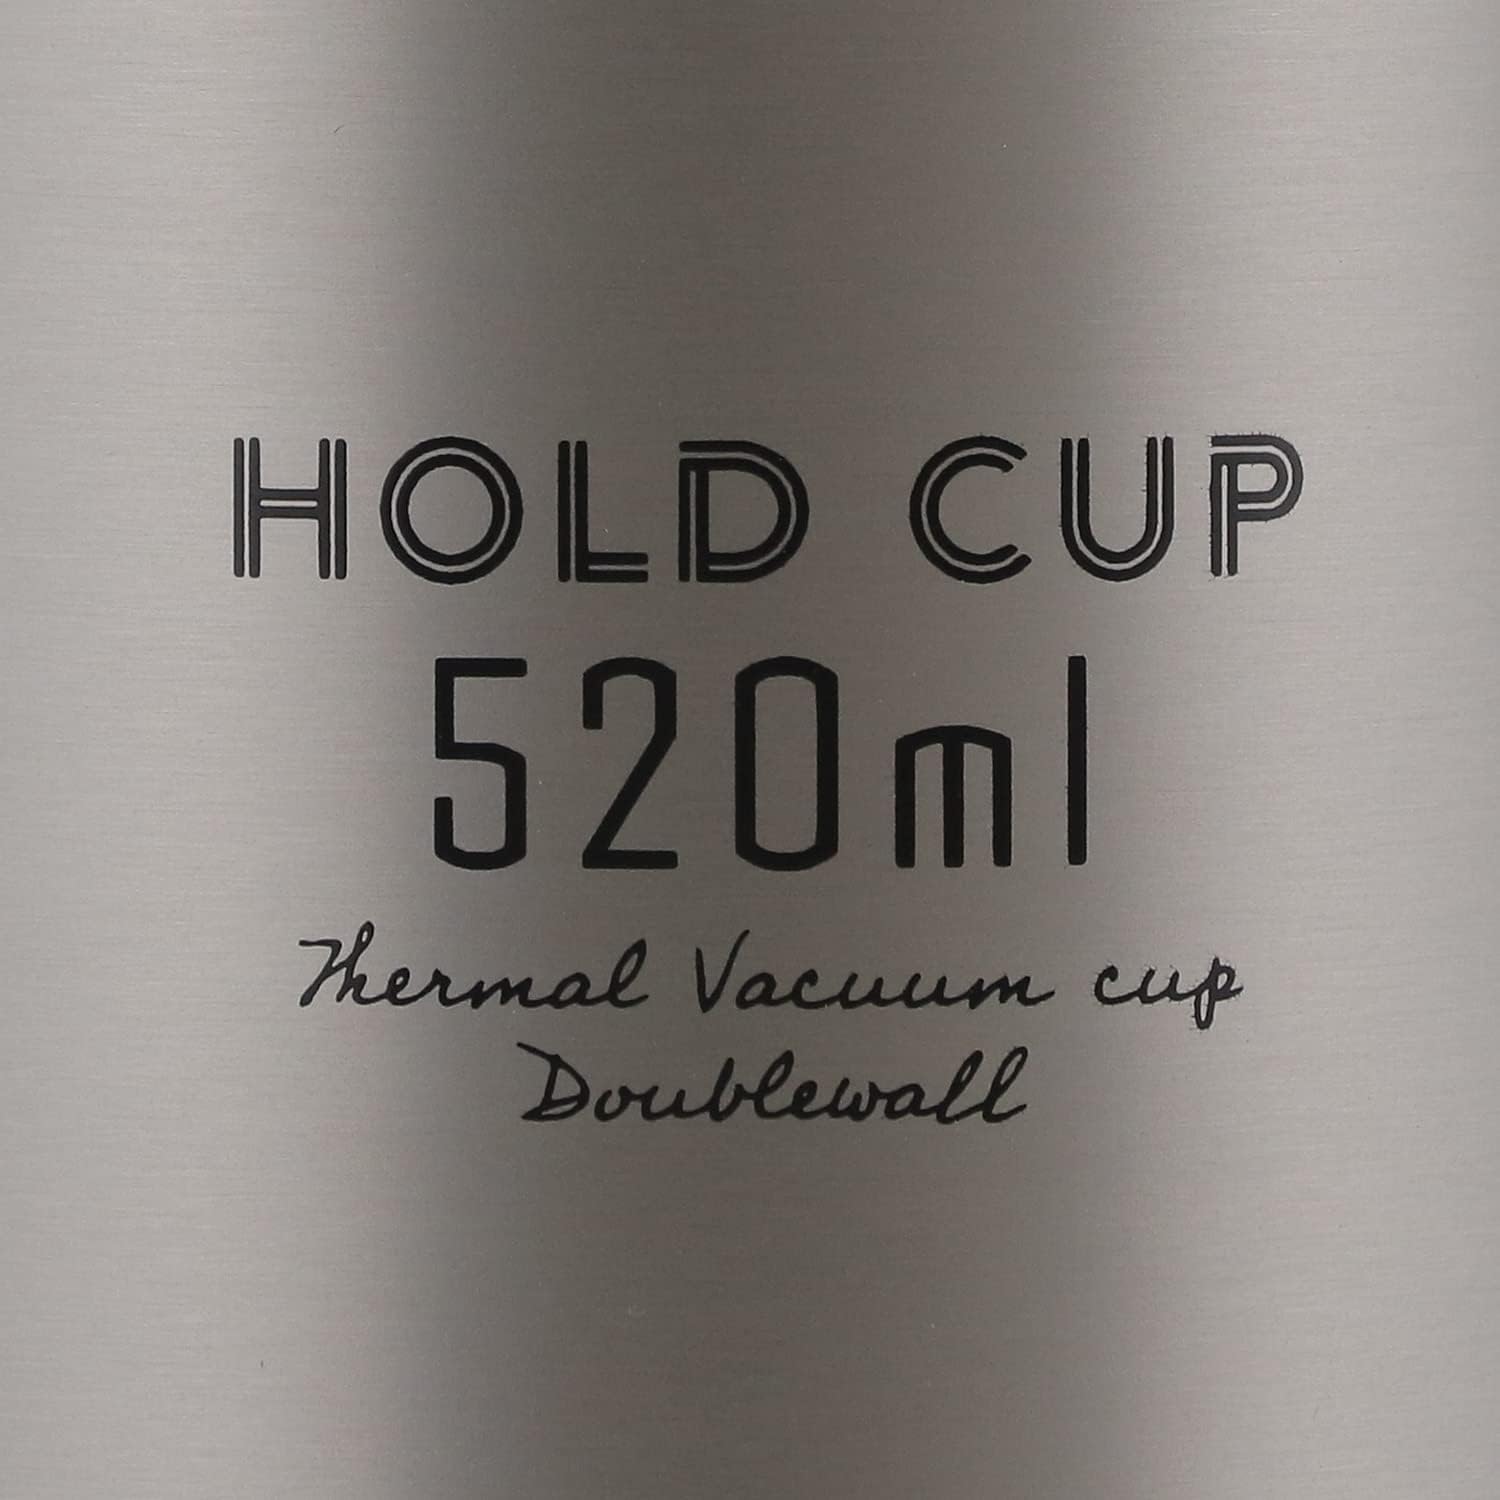 HOLD CUP
520ml
Thermal Vacuum cup
Doublewall